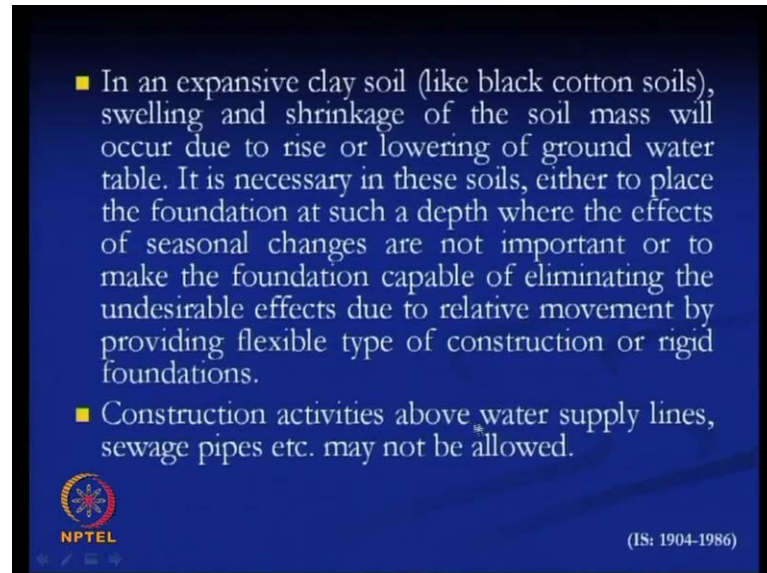 In an expansive clay soil (like black cotton soils),
swelling and shrinkage of the soil mass will
occur due to rise or lowering of ground water
table. It is necessary in these soils, either to place
the foundation at such a depth where the effects
of seasonal changes are not important or to
make the foundation capable of eliminating the
undesirable effects due to relative movement by
providing flexible type of construction or rigid
foundations.
Construction activities above water supply lines,
sewage pipes etc. may not be allowed.
NPTEL
(IS: 1904-1986)